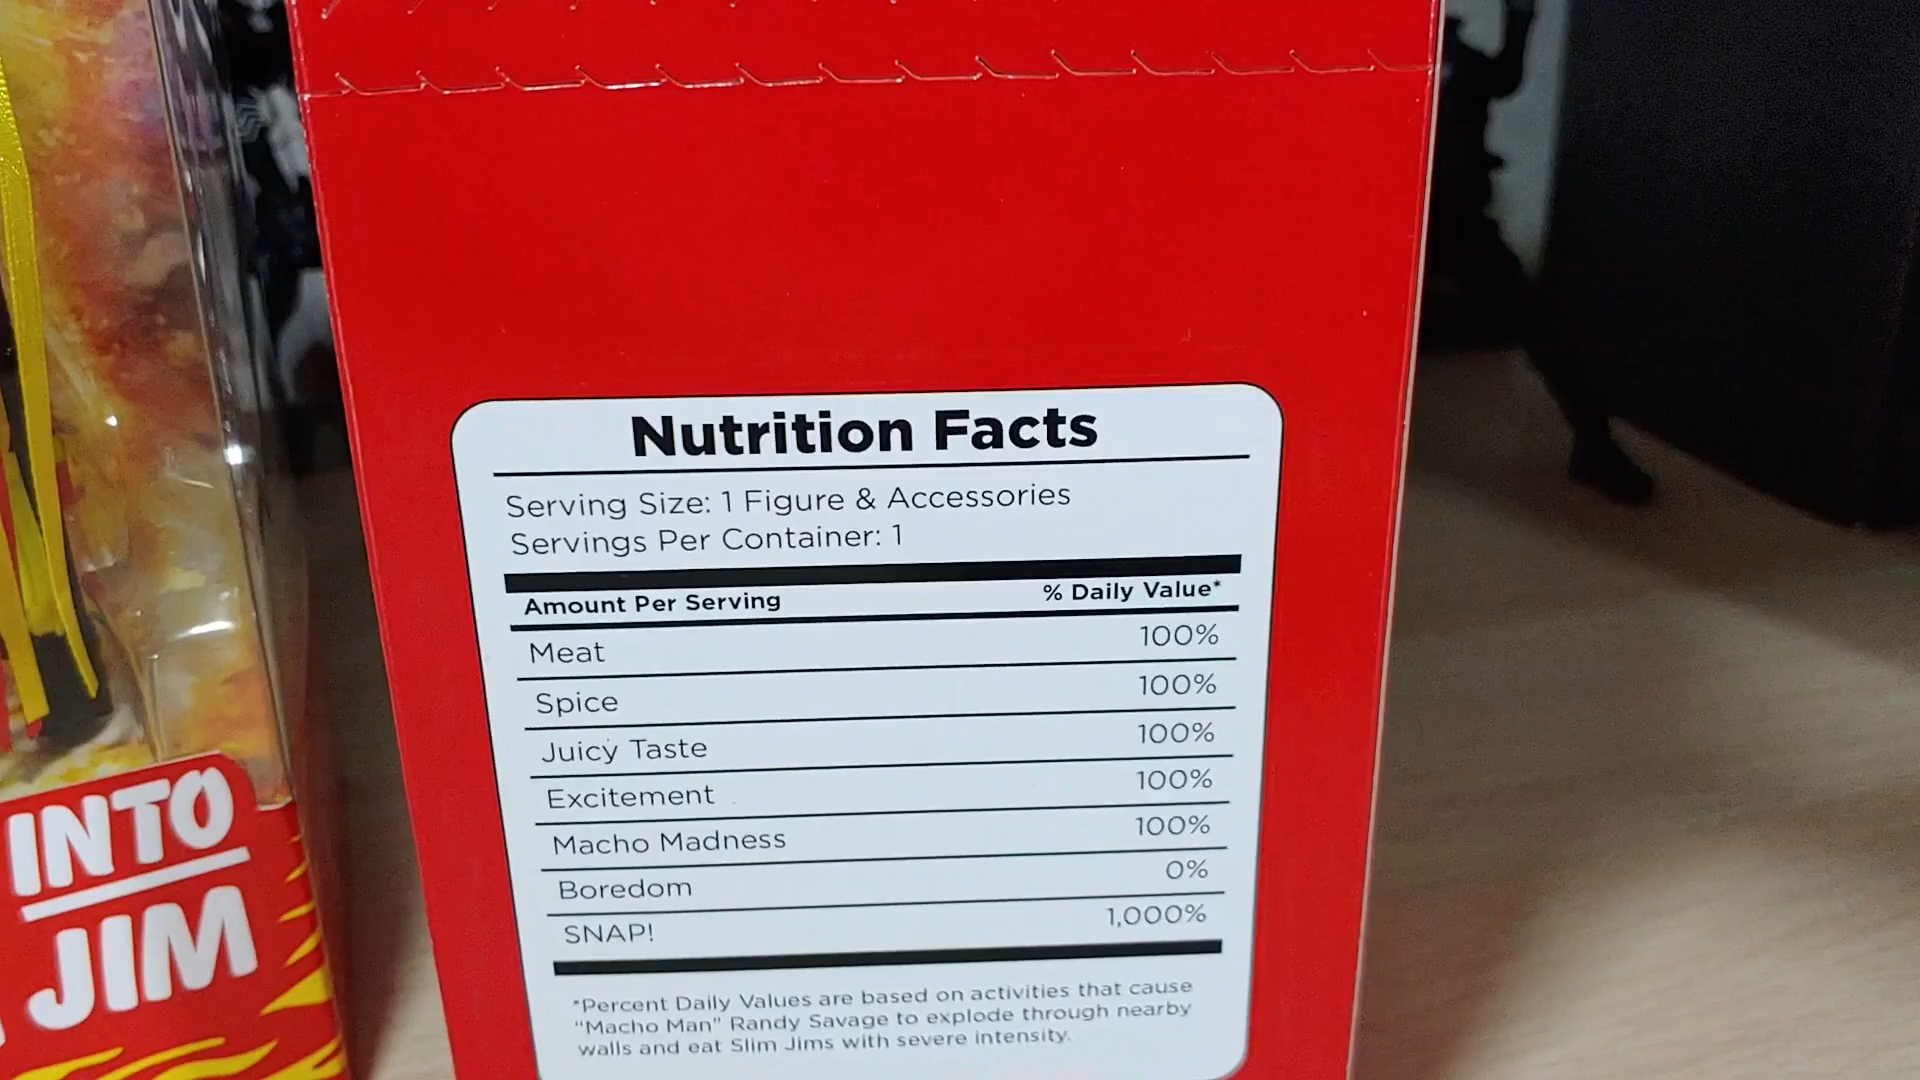 Nutrition Facts
Serving Size: 1 Figure & Accessories
Servings Per Container: 1
Amount Per Serving % Daily Value*
Meat 100%
Spice 100%
Juicy Taste 100%
Excitement 100%
Macho Madness 100%
Boredom 0%
SNAP! 1,000%
*Percent Daily Values are based on activities that cause
"Macho Man" Randy Savage to explode through nearby
walls and eat Slim Jims with severe intensity.
INTO
JIM